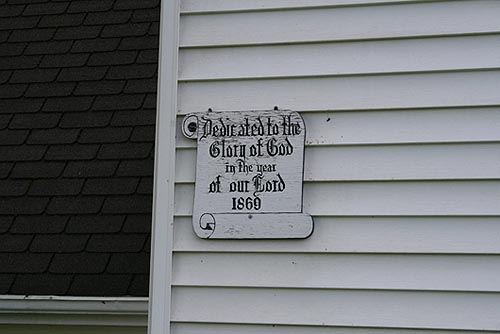 Dedicated to the
Glory of God
in the year
of our Lord
1869